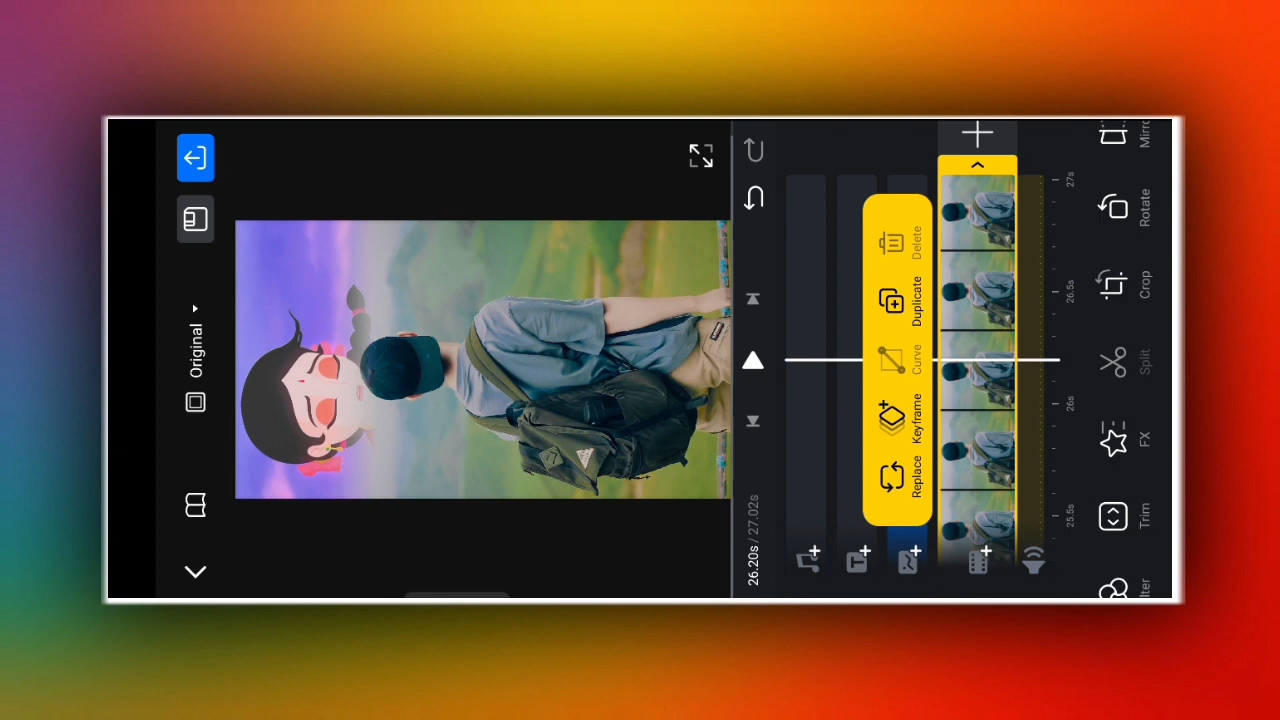 Original
26.20s / 27.02s
Replace
Keyframe
Curve
Duplicate
Delete
25.5s
26s
26.5s
27s
lter
Trim
FX
Split
Crop
Rotate
Mirro